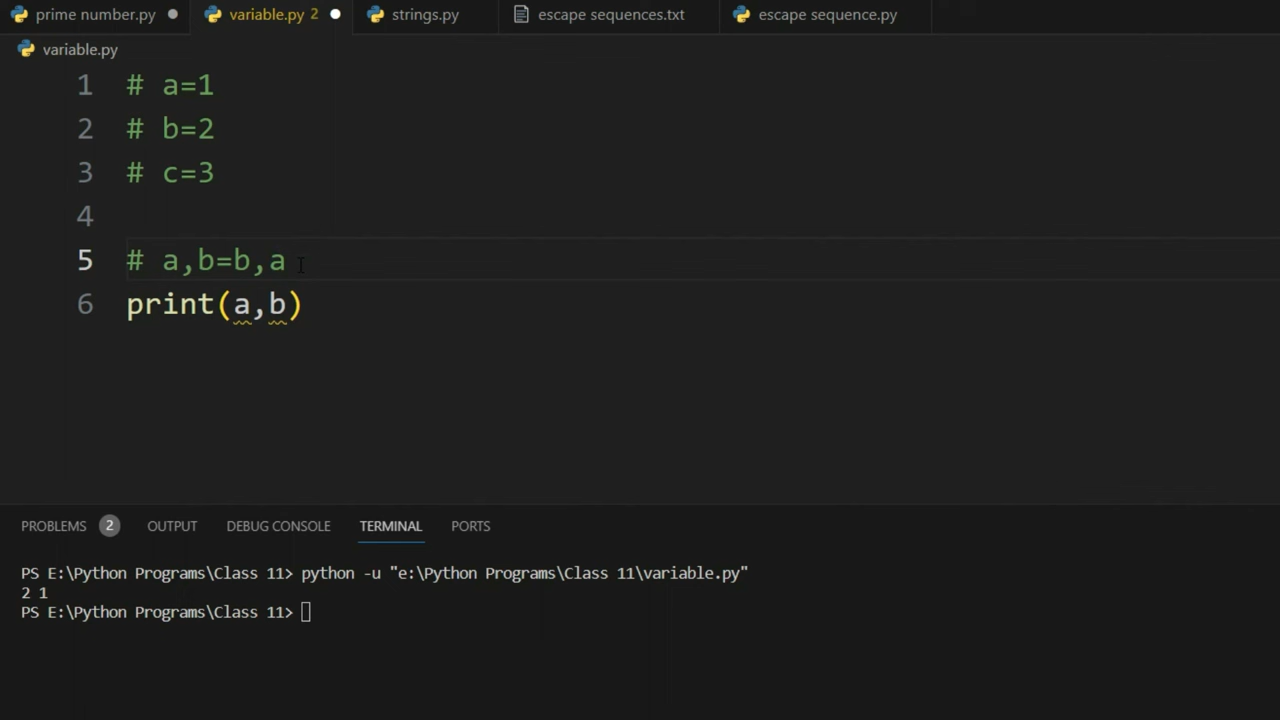 prime number.py variable.py 2 strings.py escape sequences.txt escape sequence.py
variable.py
1 # a=1
2 # b=2
3 # c=3
4
5 # a,b=b,a
6 print(a,b)
PROBLEMS 2 OUTPUT DEBUG CONSOLE TERMINAL PORTS
PS E:\Python Programs\Class 11> python -u "e:\Python Programs\Class 11\variable.py"
2 1
PS E:\Python Programs\Class 11>